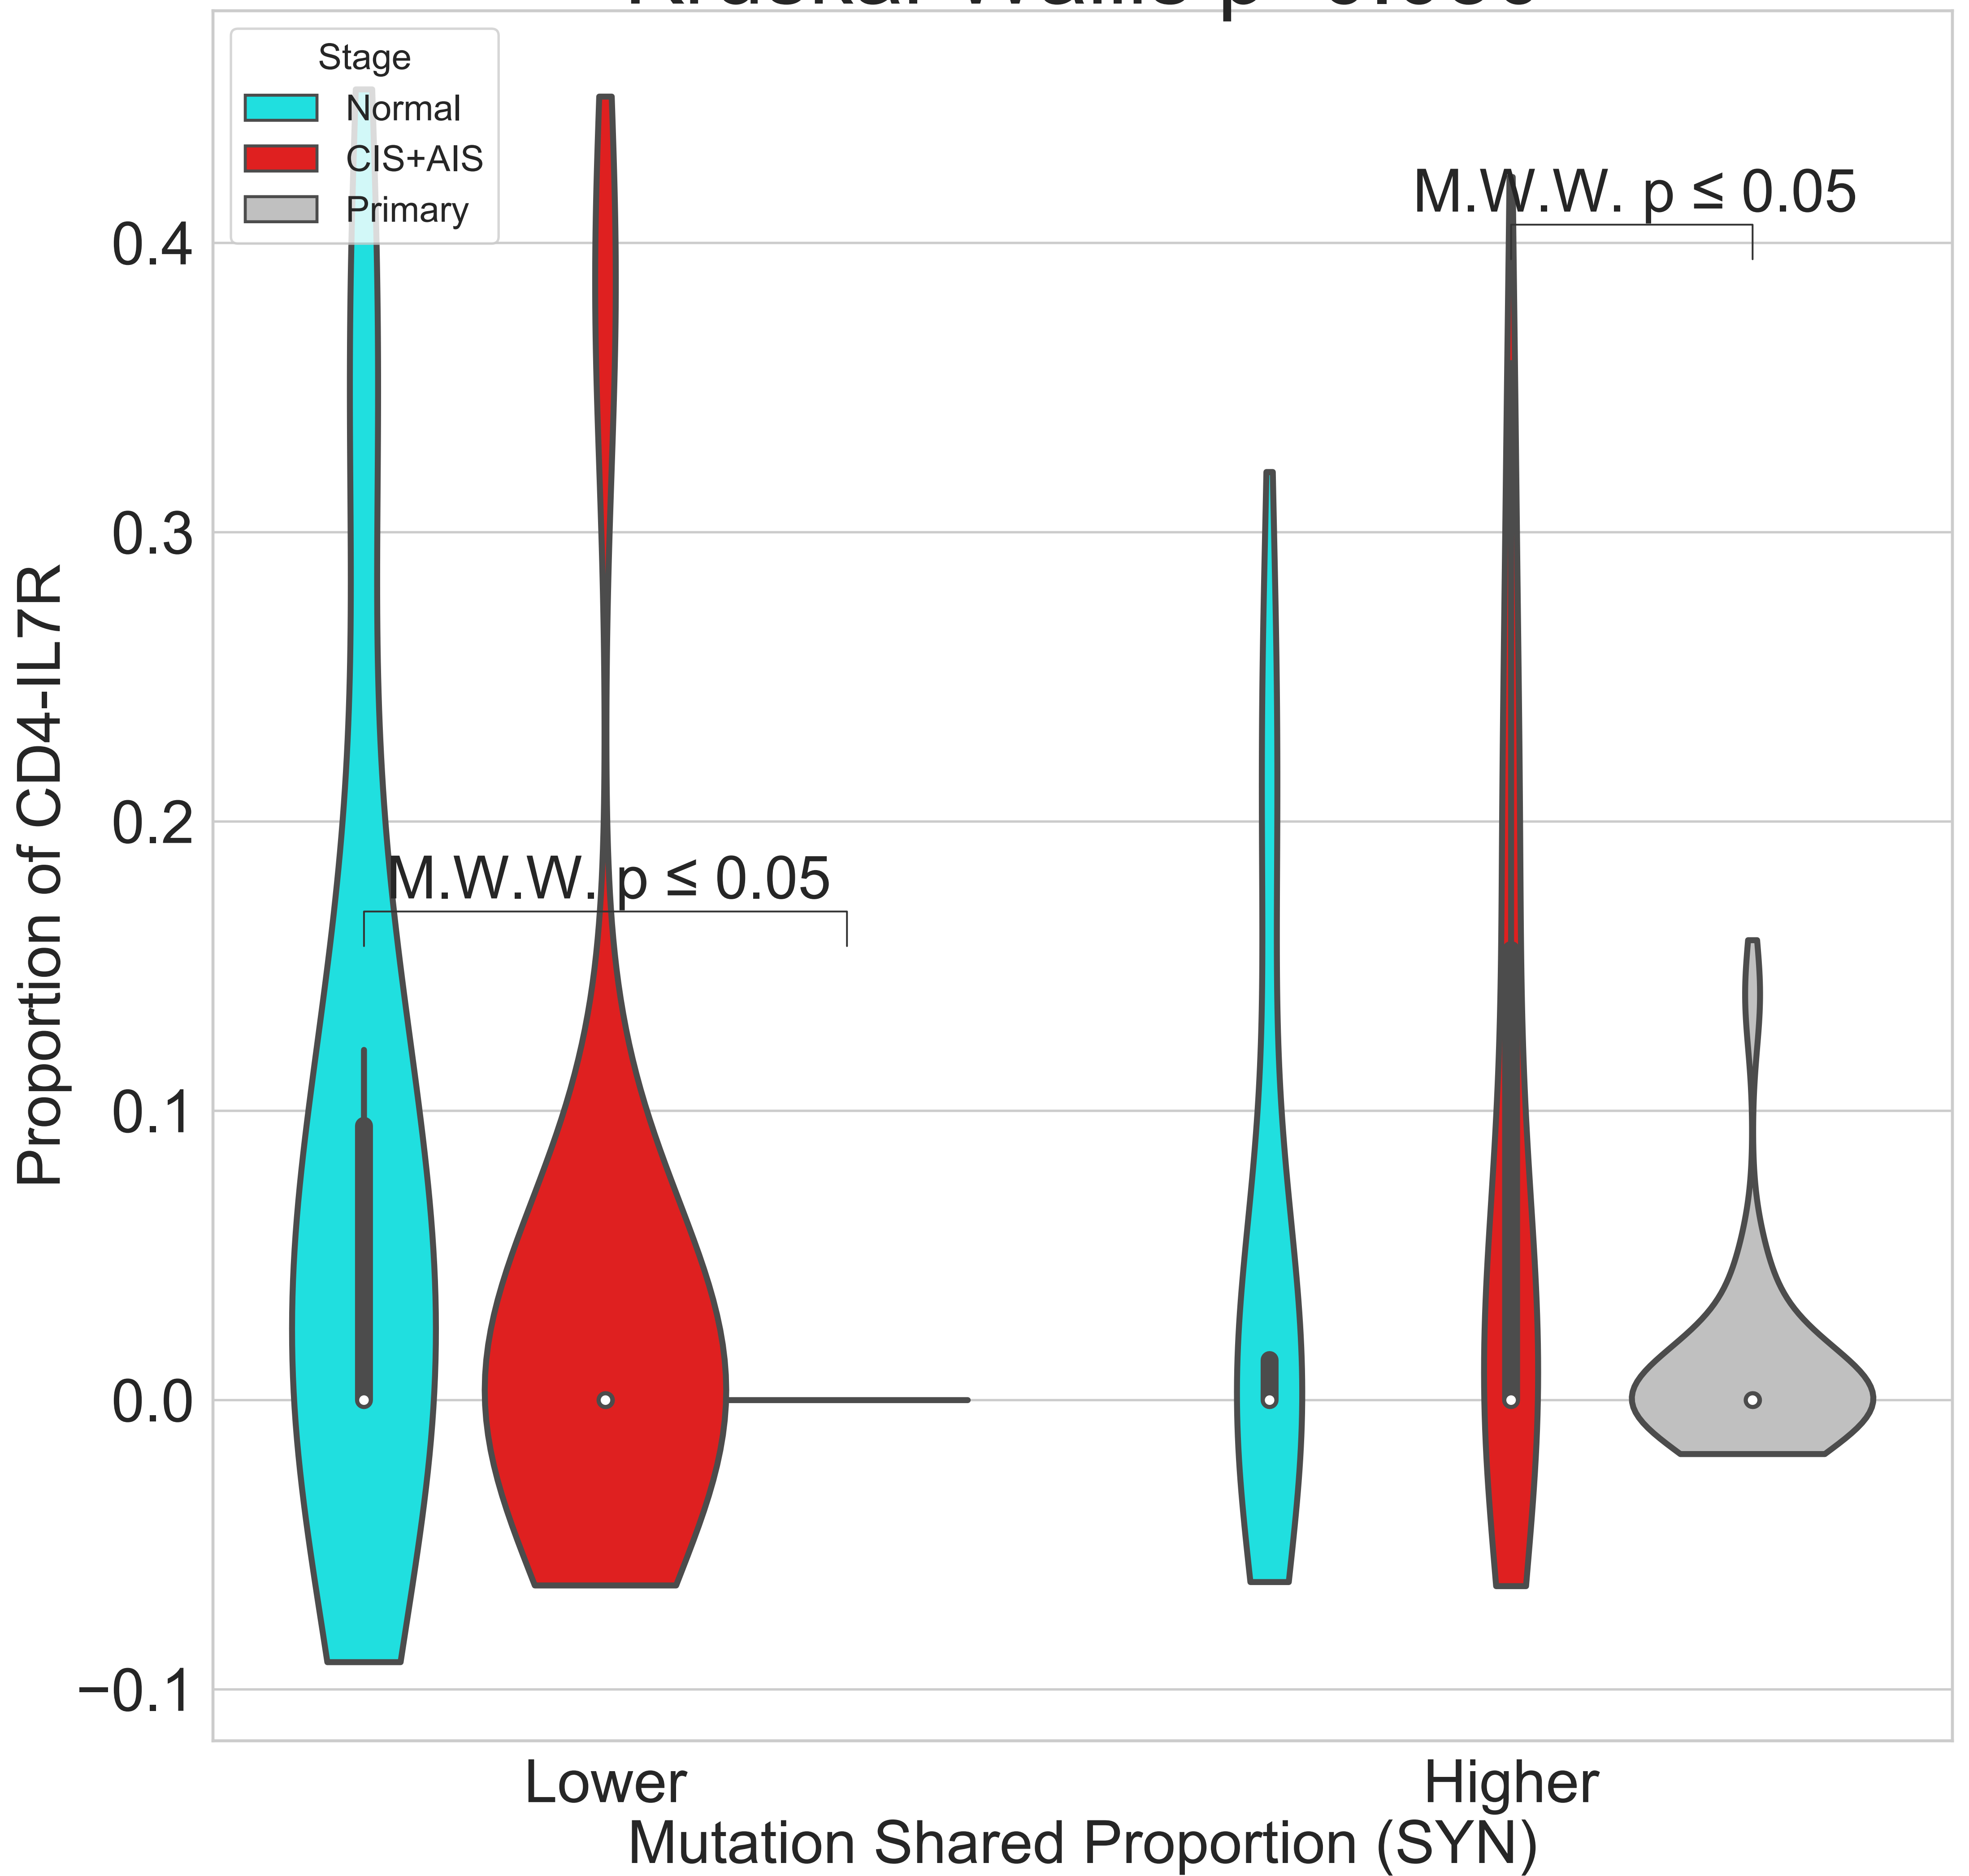 Stage
Normal
CIS+AIS
Primary
M.W.W. p ≤ 0.05
M.W.W. p ≤ 0.05
0.4
0.3
0.2
0.1
0.0
−0.1
Proportion of CD4-IL7R
Lower
Higher
Mutation Shared Proportion (SYN)